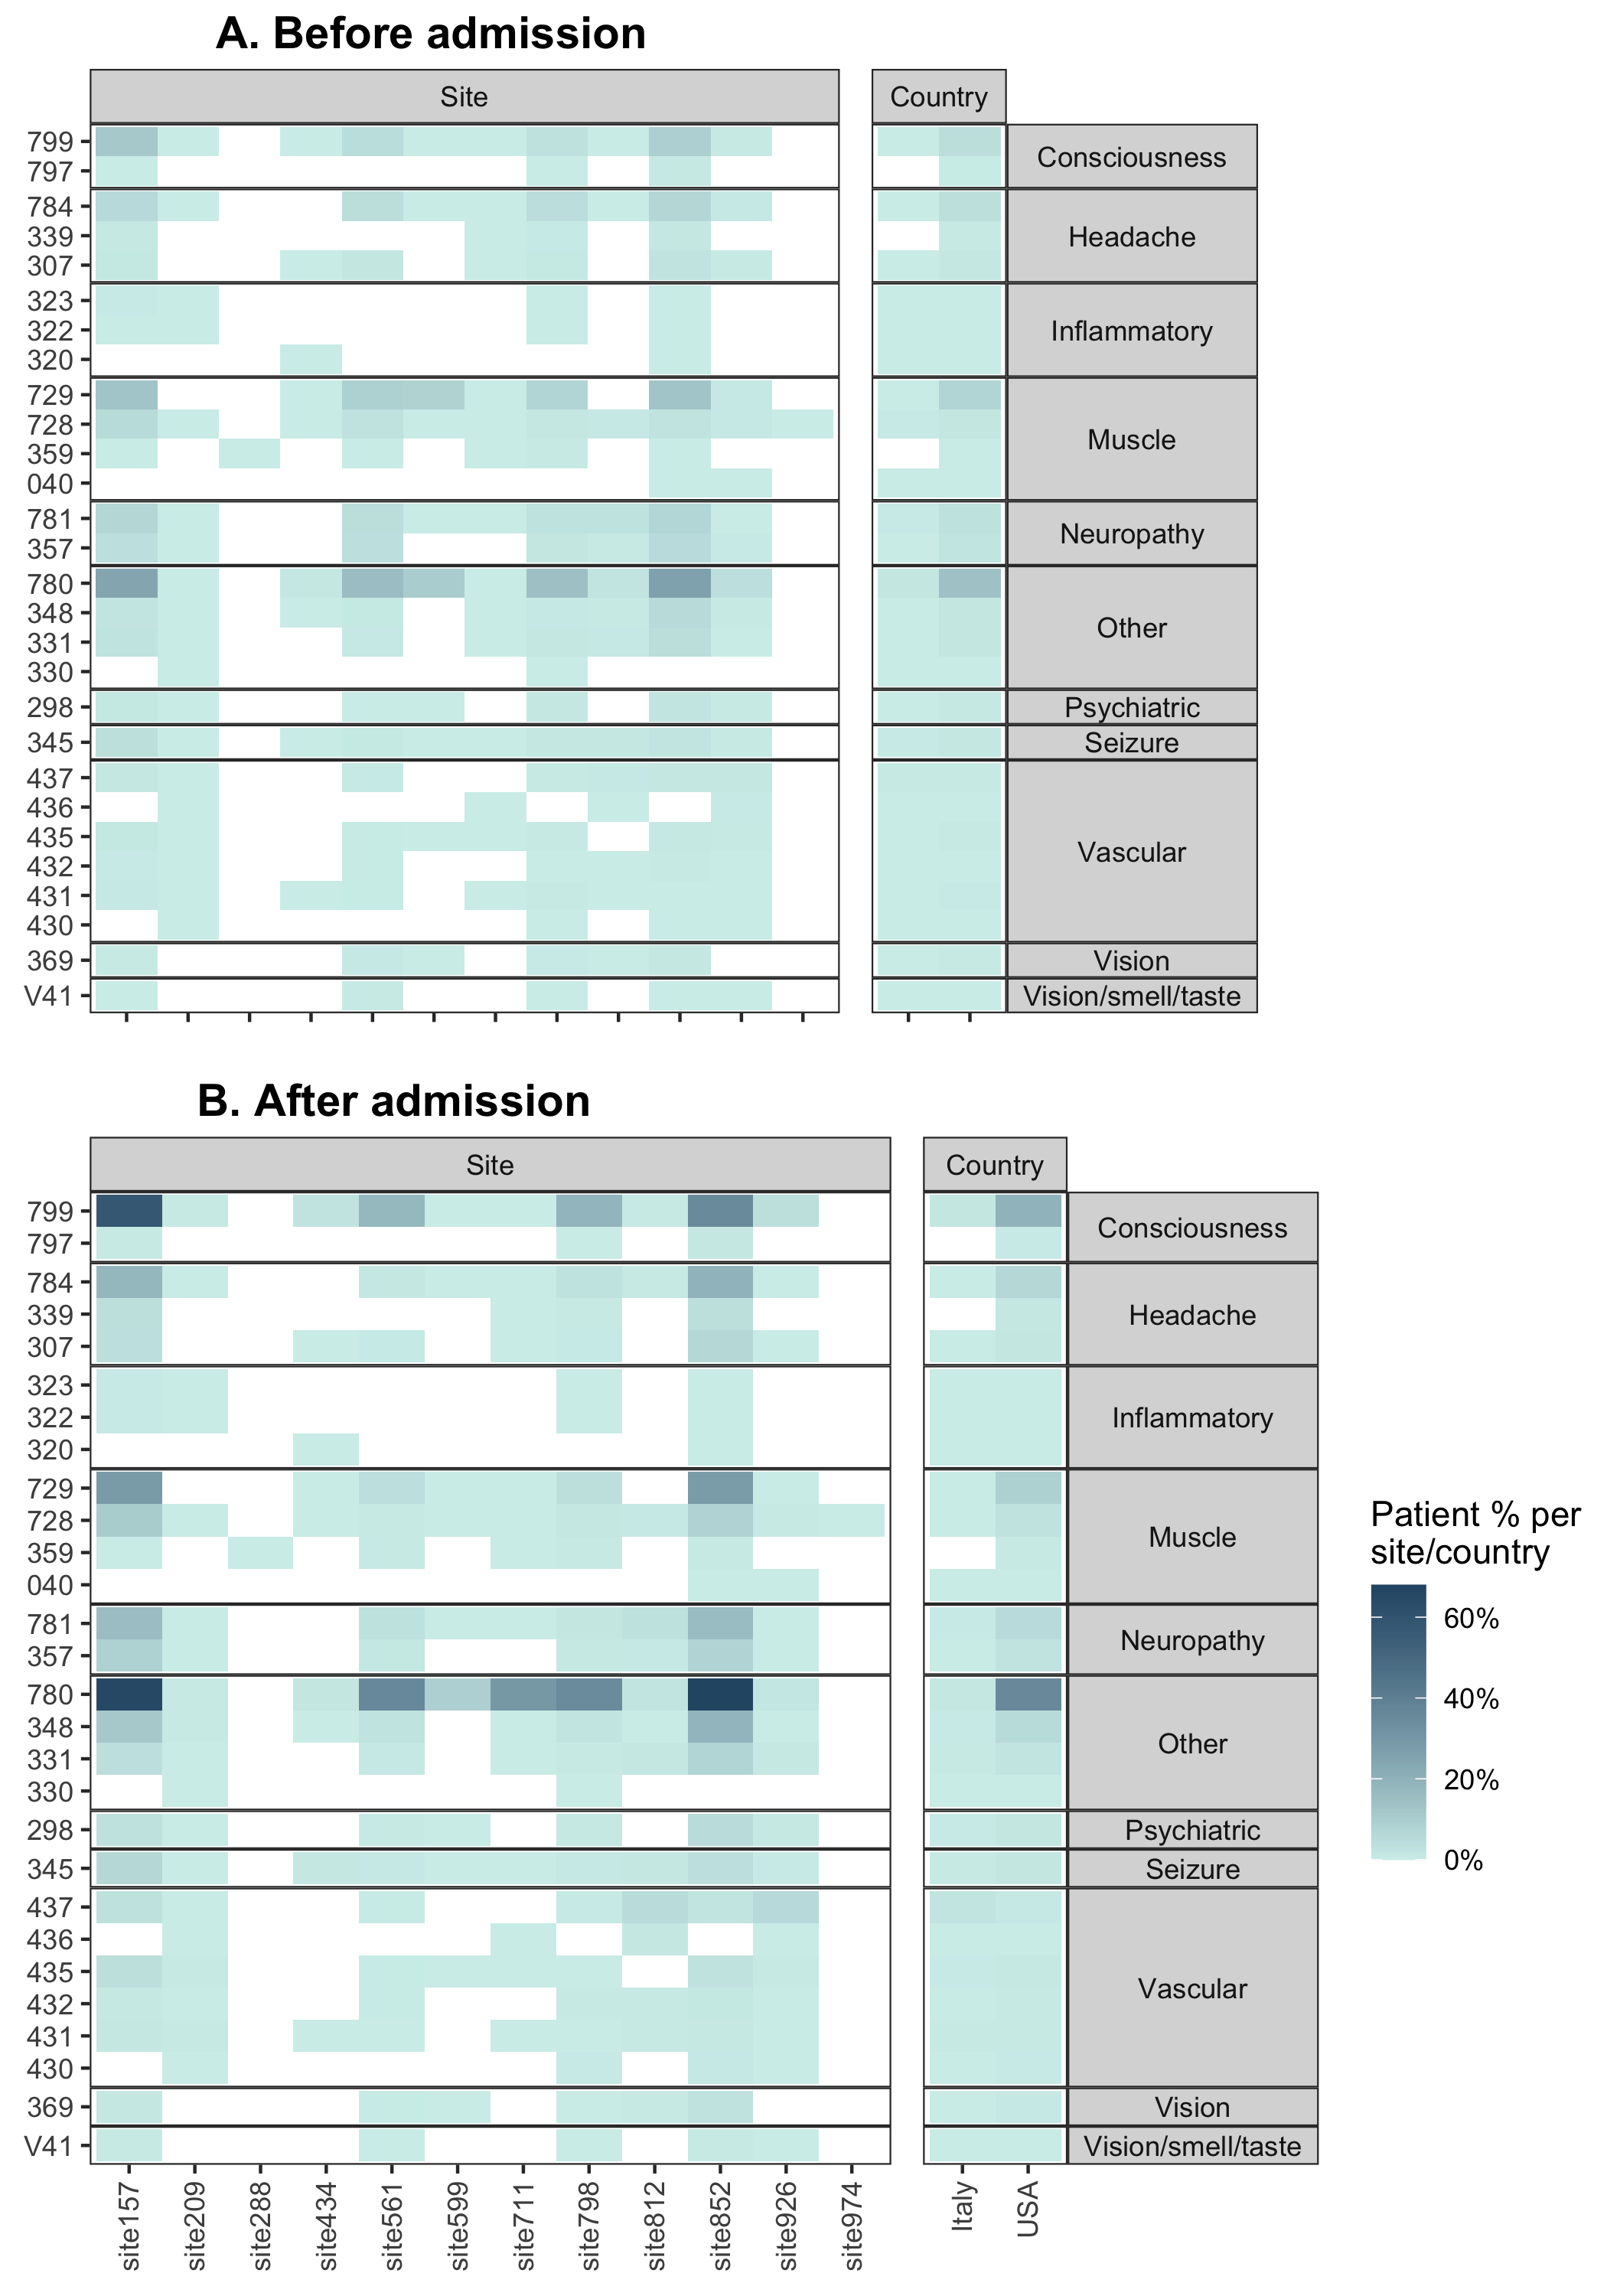 A. Before admission
Site
Country
799
797
Consciousness
784
339
307
Headache
323
322
320
Inflammatory
729
728
359
040
Muscle
781
357
Neuropathy
780
348
331
330
Other
298
Psychiatric
345
Seizure
437
436
435
432
431
430
Vascular
369
Vision
V41
Vision/smell/taste
B. After admission
Site
Country
799
797
Consciousness
784
339
307
Headache
323
322
320
Inflammatory
729
728
359
040
Muscle
781
357
Neuropathy
780
348
331
330
Other
298
Psychiatric
345
Seizure
437
436
435
432
431
430
Vascular
369
Vision
V41
Vision/smell/taste
site157
site209
site288
site434
site561
site599
site711
site798
site812
site852
site926
site974
Italy
USA
Patient % per
site/country
60%
40%
20%
0%